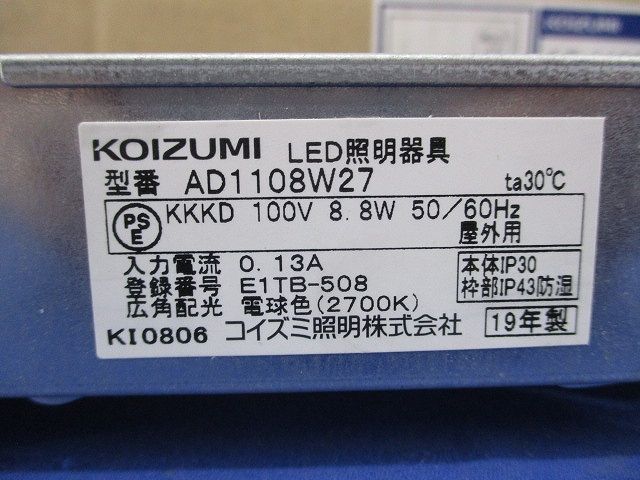 KOIZUMI
KOIZUMI LED照明器具
型番 AD1108W27 ta30℃
PSE KKKD 100V 8.8W 50/60Hz
屋外用
入力電流 0.13A
登録番号 E1TB-508
広角配光 電球色(2700K)
本体IP30
枠部IP43防湿
KI0806 コイズミ照明株式会社 19年製